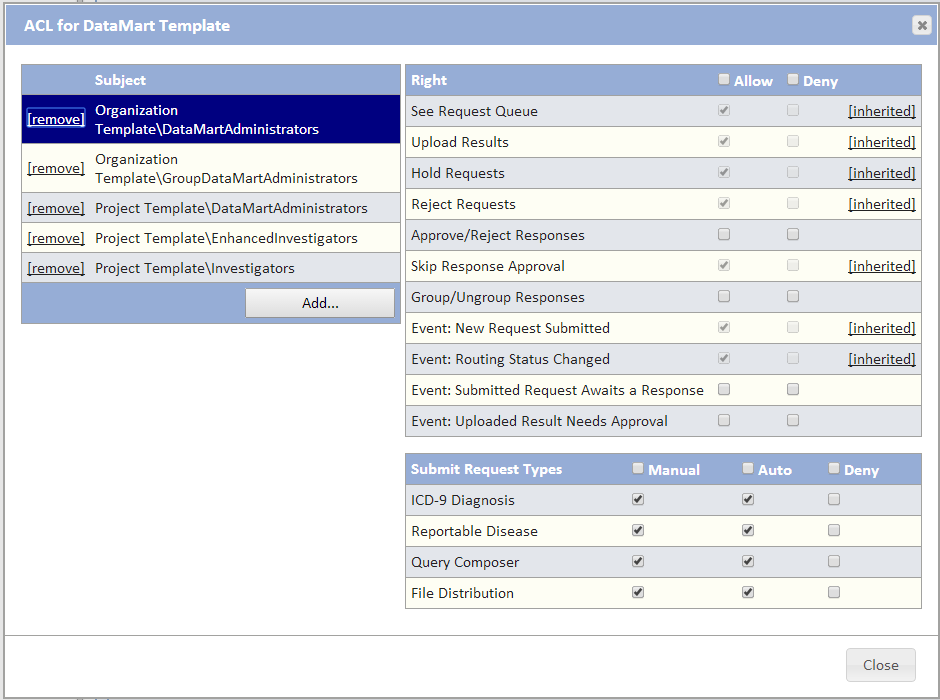 ACL for DataMart Template
Subject
[remove] Organization
Template\DataMartAdministrators
[remove] Organization
Template\GroupDataMartAdministrators
[remove] Project Template\DataMartAdministrators
[remove] Project Template\EnhancedInvestigators
[remove] Project Template\Investigators
Add...
Right Allow Deny
See Request Queue [inherited]
Upload Results [inherited]
Hold Requests [inherited]
Reject Requests [inherited]
Approve/Reject Responses
Skip Response Approval [inherited]
Group/Ungroup Responses
Event: New Request Submitted [inherited]
Event: Routing Status Changed [inherited]
Event: Submitted Request Awaits a Response
Event: Uploaded Result Needs Approval
Submit Request Types Manual Auto Deny
ICD-9 Diagnosis
Reportable Disease
Query Composer
File Distribution
Close